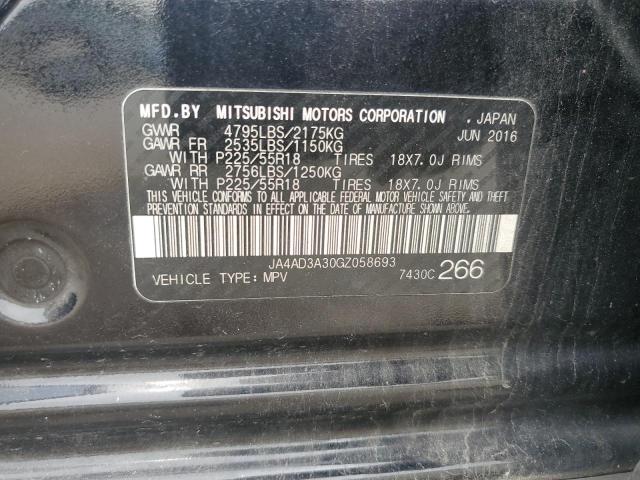 MFD.BY MITSUBISHI MOTORS CORPORATION . JAPAN
GVWR 4795LBS/2175KG JUN 2016
GAWR FR 2535LBS/1150KG
WITH P225/55R18 TIRES 18X7.0J RIMS
GAWR RR 2756LBS/1250KG
WITH P225/55R18 TIRES 18X7.0J RIMS
THIS VEHICLE CONFORMS TO ALL APPLICABLE FEDERAL MOTOR VEHICLE SAFETY AND THEFT
PREVENTION STANDARDS IN EFFECT ON THE DATE OF MANUFACTURE SHOWN ABOVE.
JA4AD3A30GZ058693
VEHICLE TYPE: MPV 7430C 266